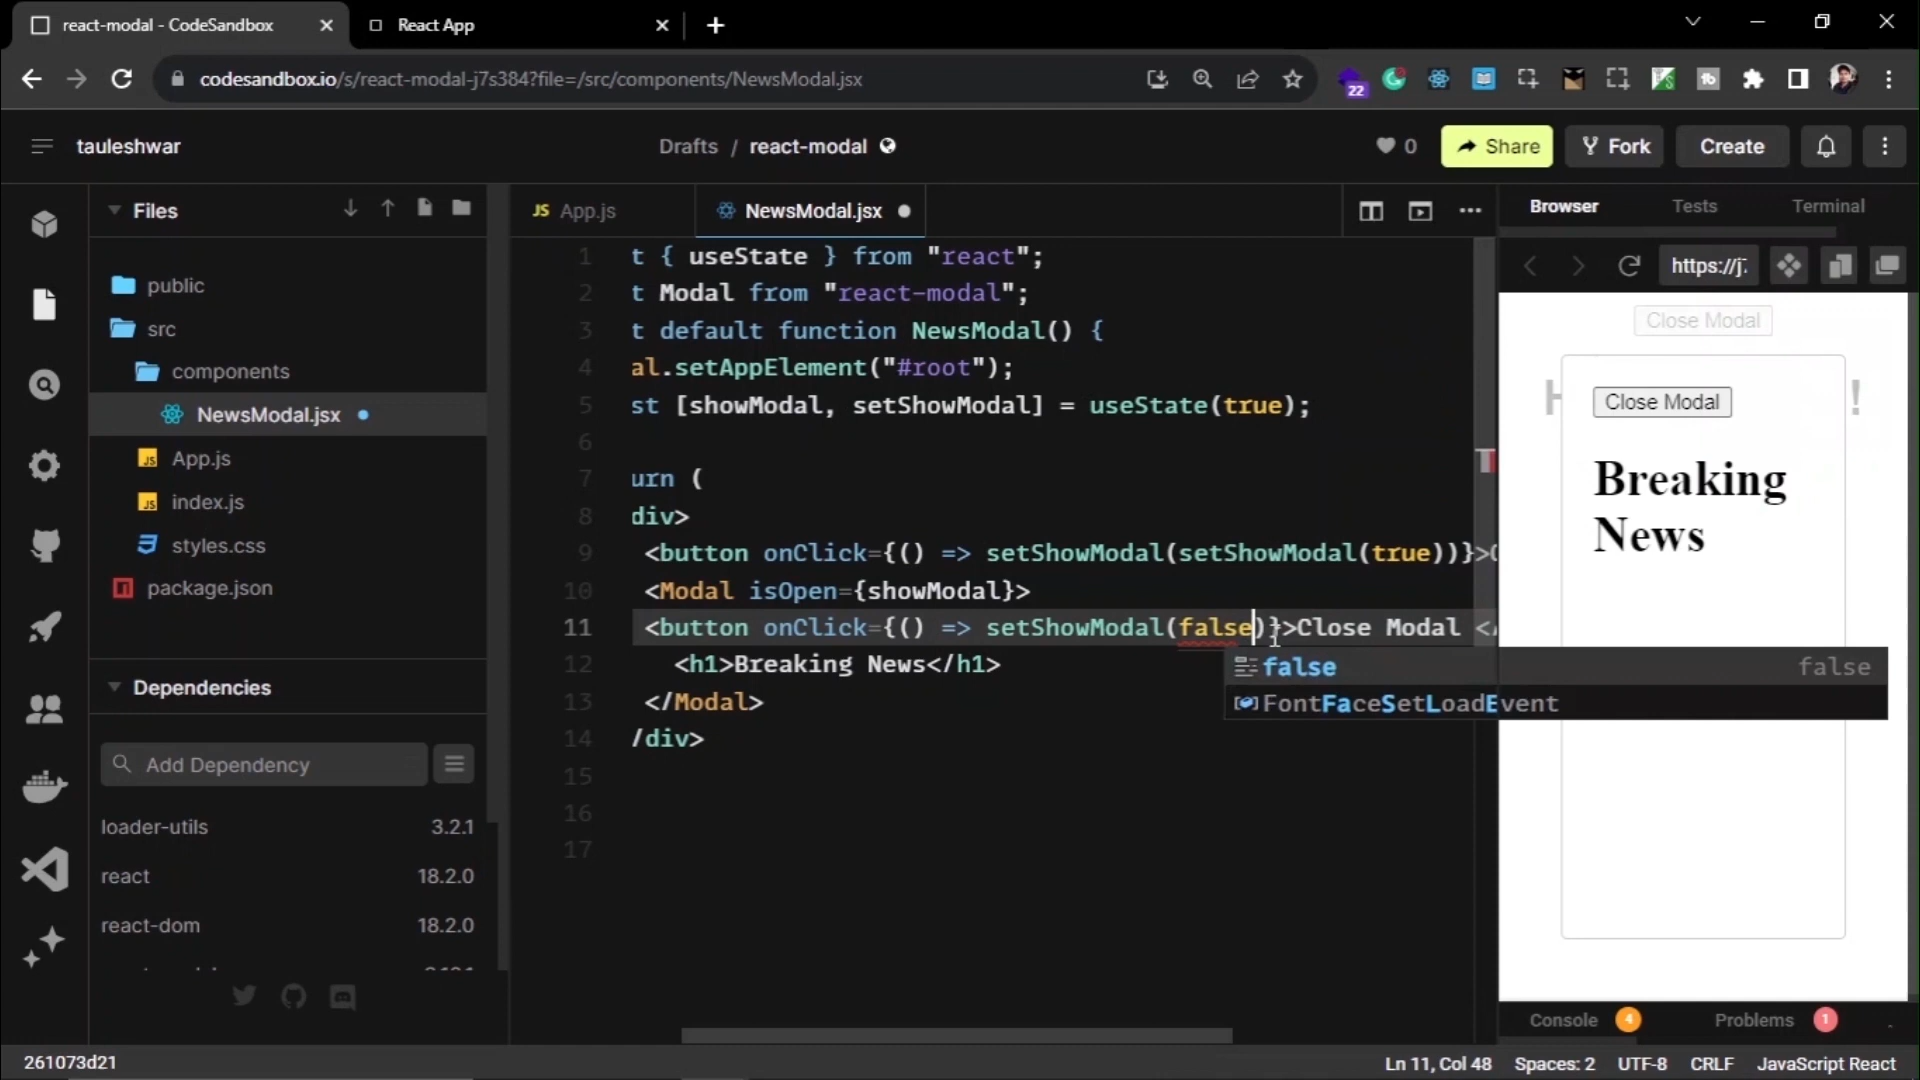 react-modal - CodeSandbox
React App
codesandbox.io/s/react-modal-j7s384?file=/src/components/NewsModal.jsx
22
tauleshwar
Drafts / react-modal
0
Share
Fork
Create
Files
public
src
components
NewsModal.jsx
App.js
index.js
styles.css
package.json
Dependencies
Add Dependency
loader-utils 3.2.1
react 18.2.0
react-dom 18.2.0
JS App.js
NewsModal.jsx
1 t { useState } from "react";
2 t Modal from "react-modal";
3 t default function NewsModal() {
4 al.setAppElement("#root");
5 st [showModal, setShowModal] = useState(true);
6
7 urn (
8 div>
9 <button onClick={() => setShowModal(setShowModal(true))}>
10 <Modal isOpen={showModal}>
11 <button onClick={() => setShowModal(false)}>Close Modal <
12 <h1>Breaking News</h1>
13 </Modal>
14 /div>
15
16
17
false false
FontFaceSetLoadEvent
Browser
Tests
Terminal
https://j7
Close Modal
H !
Close Modal
Breaking
News
Console 4
Problems 1
261073d21
Ln 11, Col 48
Spaces: 2
UTF-8
CRLF
JavaScript React